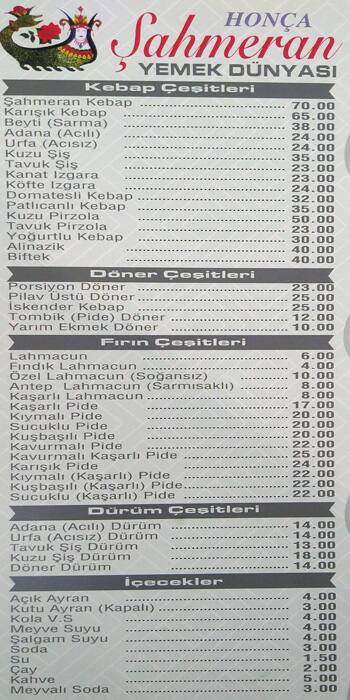 HONÇA
Şahmeran
YEMEK DÜNYASI
Kebap Çeşitleri
Şahmeran Kebap 70.00
Karışık Kebap 65.00
Beyti (Sarma) 38.00
Adana (Acılı) 24.00
Urfa (Acısız) 24.00
Kuzu Şiş 35.00
Tavuk Şiş 23.00
Kanat Izgara 23.00
Köfte Izgara 24.00
Domatesli Kebap 32.00
Patlıcanlı Kebap 35.00
Kuzu Pirzola 50.00
Tavuk Pirzola 23.00
Yoğurtlu Kebap 30.00
Alinazik 40.00
Biftek 40.00
Döner Çeşitleri
Porsiyon Döner 23.00
Pilav Üstü Döner 25.00
İskender Kebap 25.00
Tombik (Pide) Döner 12.00
Yarım Ekmek Döner 10.00
Fırın Çeşitleri
Lahmacun 6.00
Fındık Lahmacun 4.00
Özel Lahmacun (Soğansız) 10.00
Antep Lahmacun (Sarmısaklı) 8.00
Kaşarlı Lahmacun 8.00
Kaşarlı Pide 17.00
Kıymalı Pide 20.00
Sucuklu Pide 20.00
Kuşbaşılı Pide 22.00
Kavurmalı Pide 22.00
Kavurmalı Kaşarlı Pide 25.00
Karışık Pide 24.00
Kıymalı (Kaşarlı) Pide 22.00
Kuşbaşılı (Kaşarlı) Pide 22.00
Sucuklu (Kaşarlı) Pide 22.00
Dürüm Çeşitleri
Adana (Acılı) Dürüm 14.00
Urfa (Acısız) Dürüm 14.00
Tavuk Şiş Dürüm 13.00
Kuzu Şiş Dürüm 18.00
Döner Dürüm 14.00
İçecekler
Açık Ayran 4.00
Kutu Ayran (Kapalı) 3.00
Kola V.S 4.00
Meyve Suyu 4.00
Şalgam Suyu 4.00
Soda 3.00
Su 1.50
Çay 2.00
Kahve 5.00
Meyvalı Soda 3.00